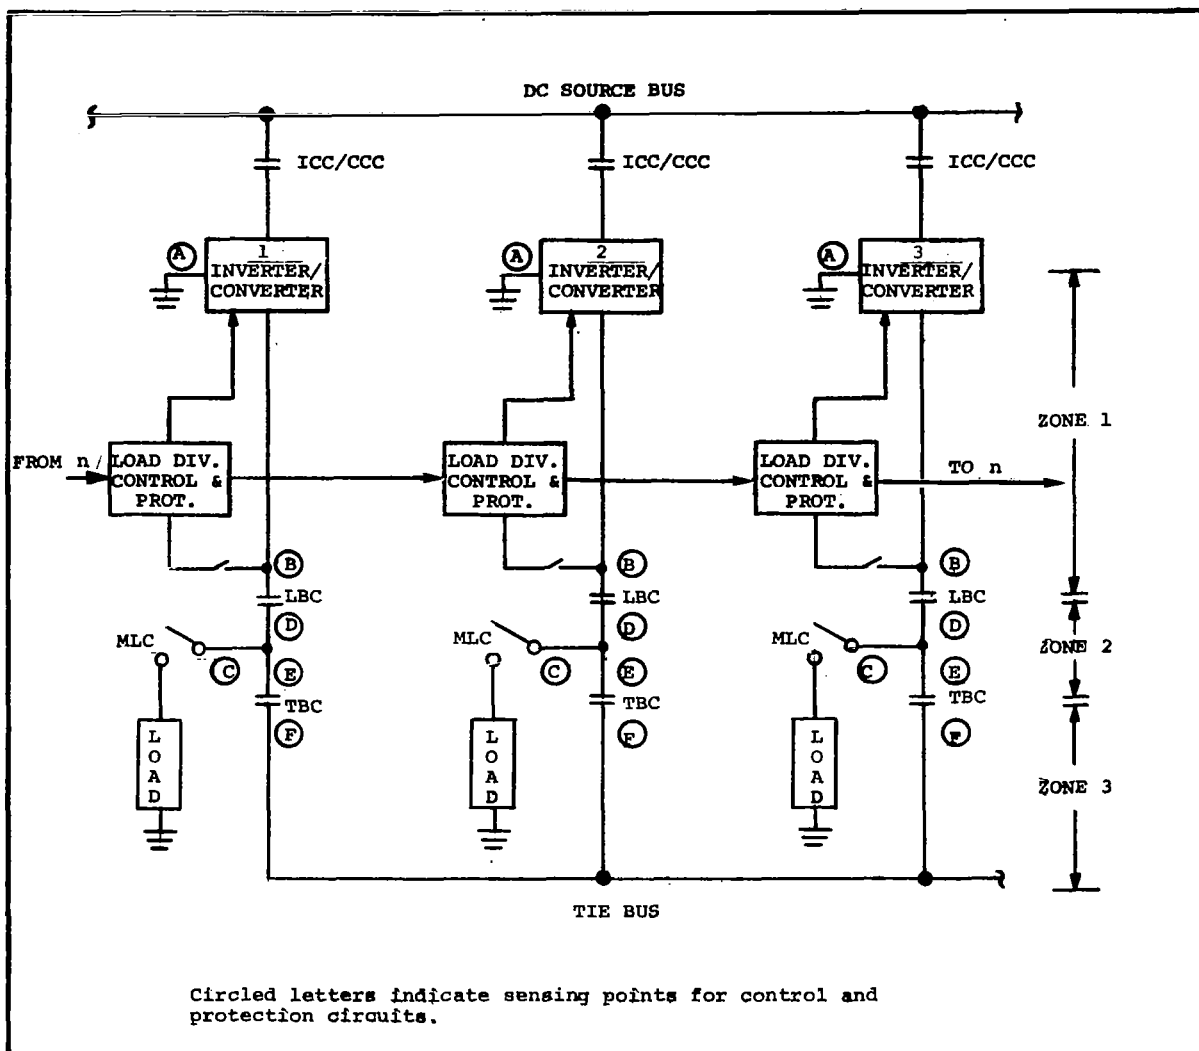 DC SOURCE BUS
ICC/CCC
ICC/CCC
ICC/CCC
A
1
INVERTER/
CONVERTER
A
2
INVERTER/
CONVERTER
A
3
INVERTER/
CONVERTER
ZONE 1
FROM n
LOAD DIV.
CONTROL &
PROT.
LOAD DIV.
CONTROL &
PROT.
LOAD DIV.
CONTROL &
PROT.
TO n
B
B
B
LBC
LBC
LBC
D
D
D
MLC
MLC
MLC
ZONE 2
C
E
C
E
C
E
TBC
TBC
TBC
F
F
F
LOAD
LOAD
LOAD
ZONE 3
TIE BUS
Circled letters indicate sensing points for control and
protection circuits.